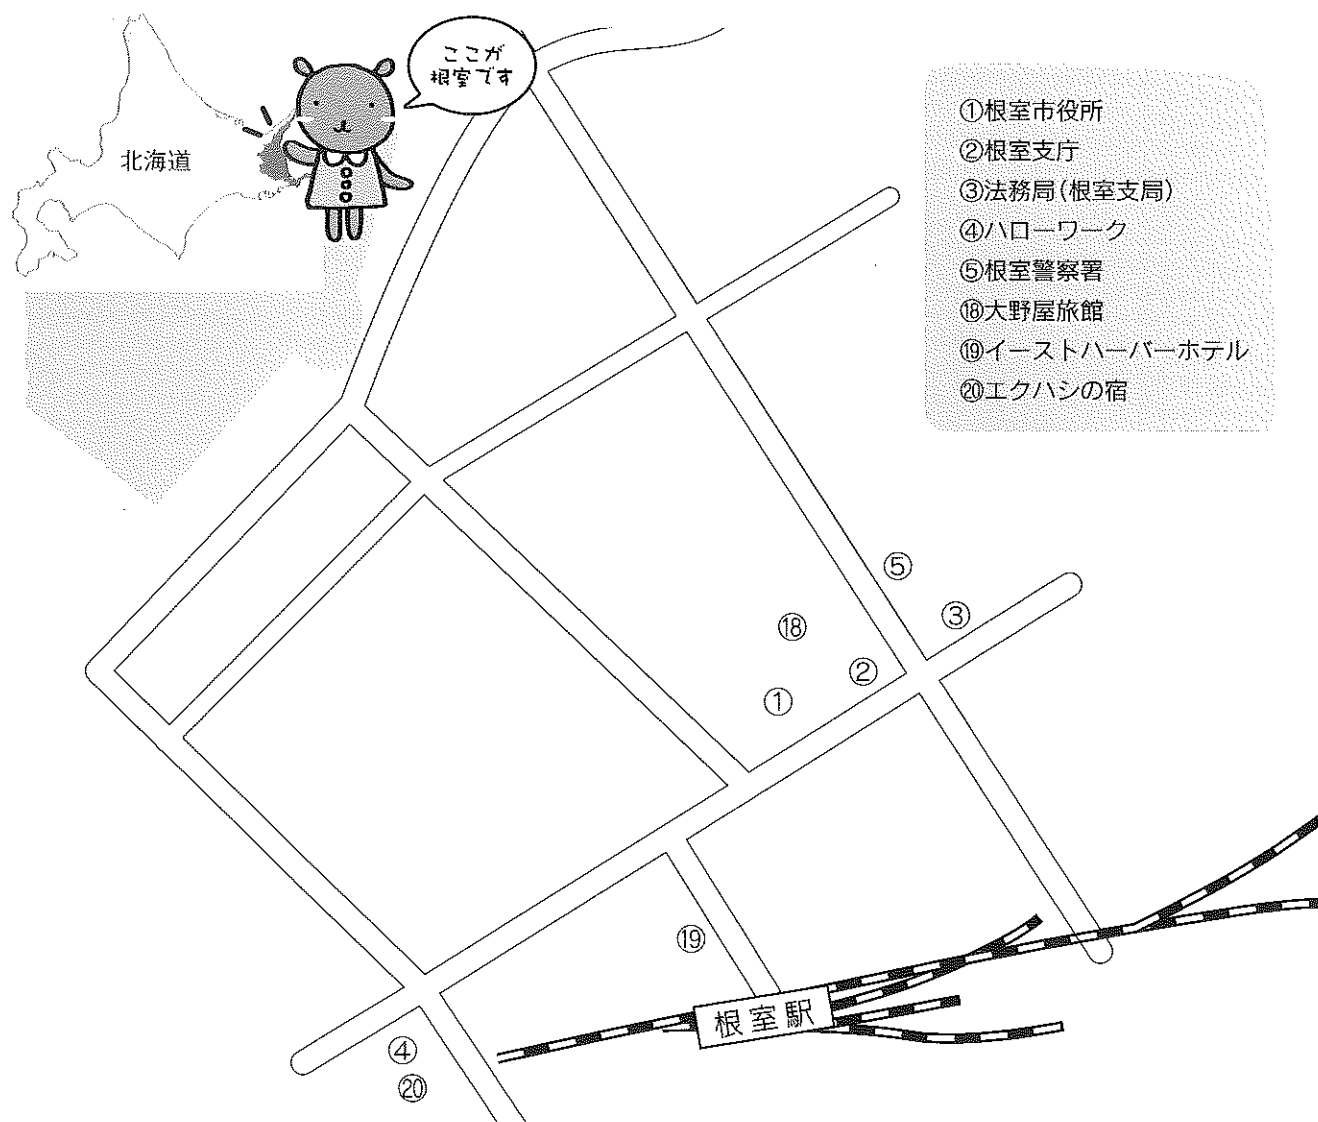 ここが
根室です
北海道
①根室市役所
②根室支庁
③法務局(根室支局)
④ハローワーク
⑤根室警察署
⑱大野屋旅館
⑲イーストハーバーホテル
⑳エクハシの宿
⑤
③
⑱
②
①
⑲
根室駅
④
⑳